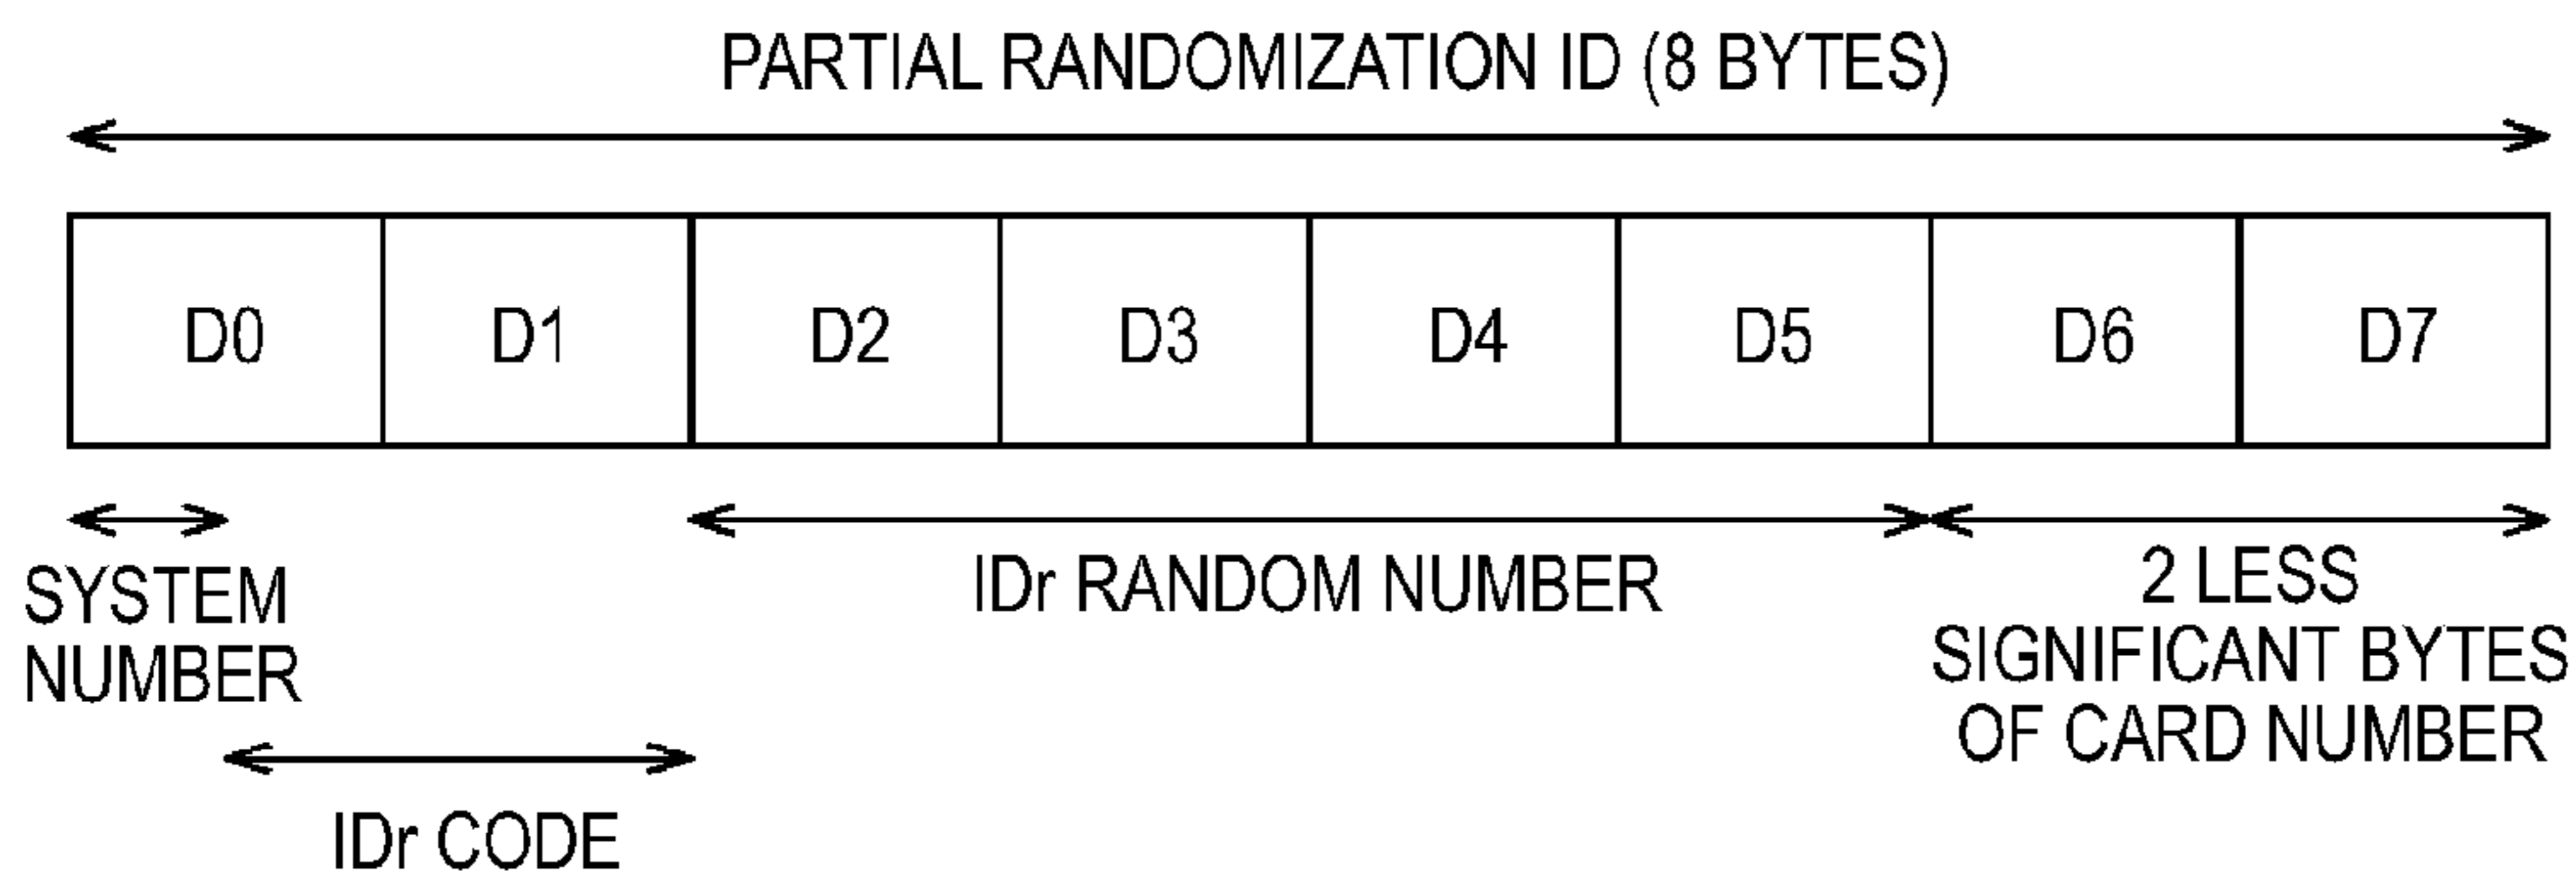 PARTIAL RANDOMIZATION ID (8 BYTES)
D0 D1 D2 D3 D4 D5 D6 D7
SYSTEM
NUMBER
IDr CODE
IDr RANDOM NUMBER
2 LESS
SIGNIFICANT BYTES
OF CARD NUMBER